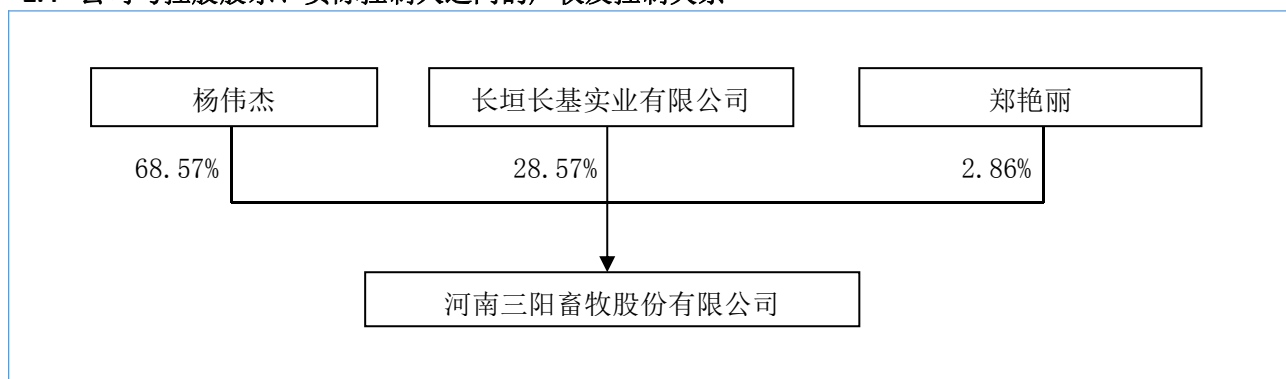 杨伟杰
长垣长基实业有限公司
郑艳丽
68.57%
28.57%
2.86%
河南三阳畜牧股份有限公司